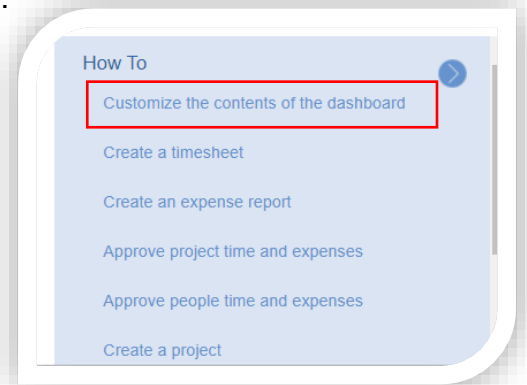 .
How To
Customize the contents of the dashboard
Create a timesheet
Create an expense report
Approve project time and expenses
Approve people time and expenses
Create a project